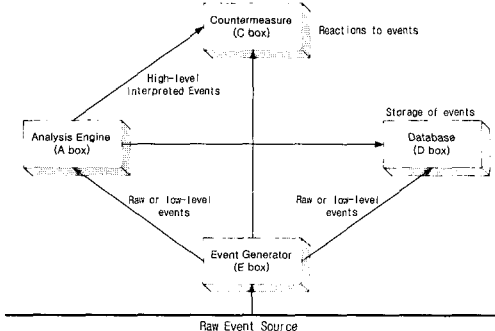 Countermeasure
(C box)
Reactions to events
High-level
Interpreted Events
Storage of events
Analysis Engine
(A box)
Database
(D box)
Raw or low-level
events
Raw or low-level
events
Event Generator
(E box)
Raw Event Source